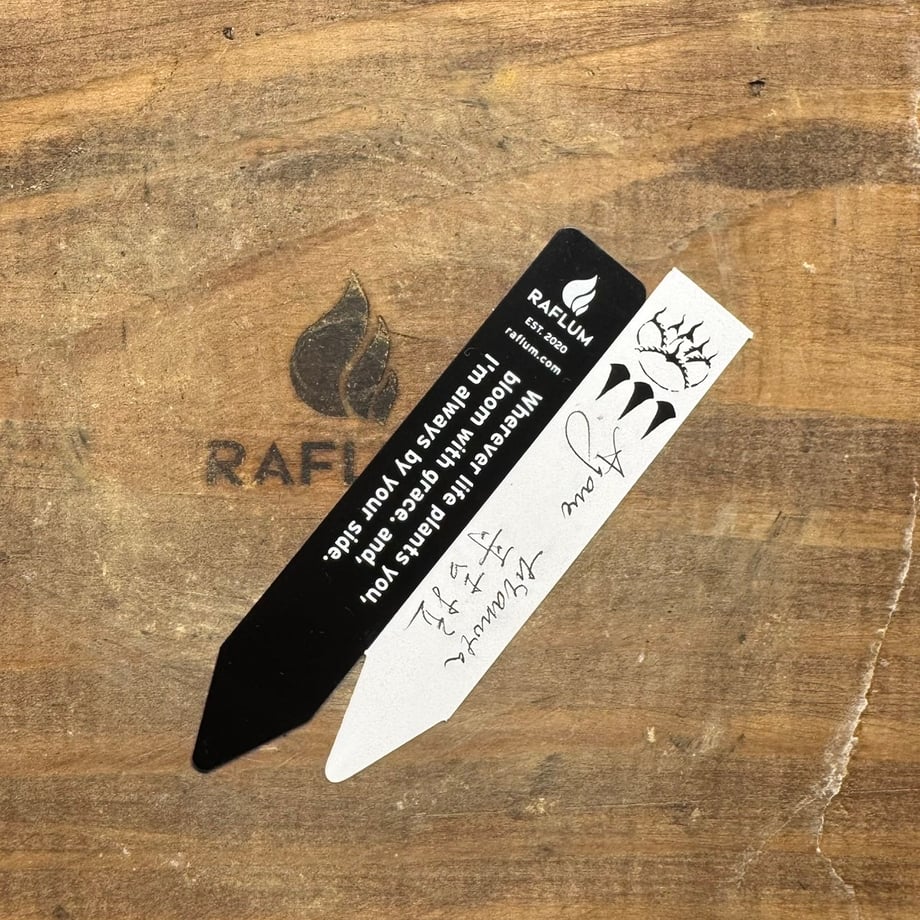 RAFLUM
EST. 2020
raflum.com
Wherever life plants you,
bloom with grace. and,
I'm always by your side.
Agave
titanota
RAFL